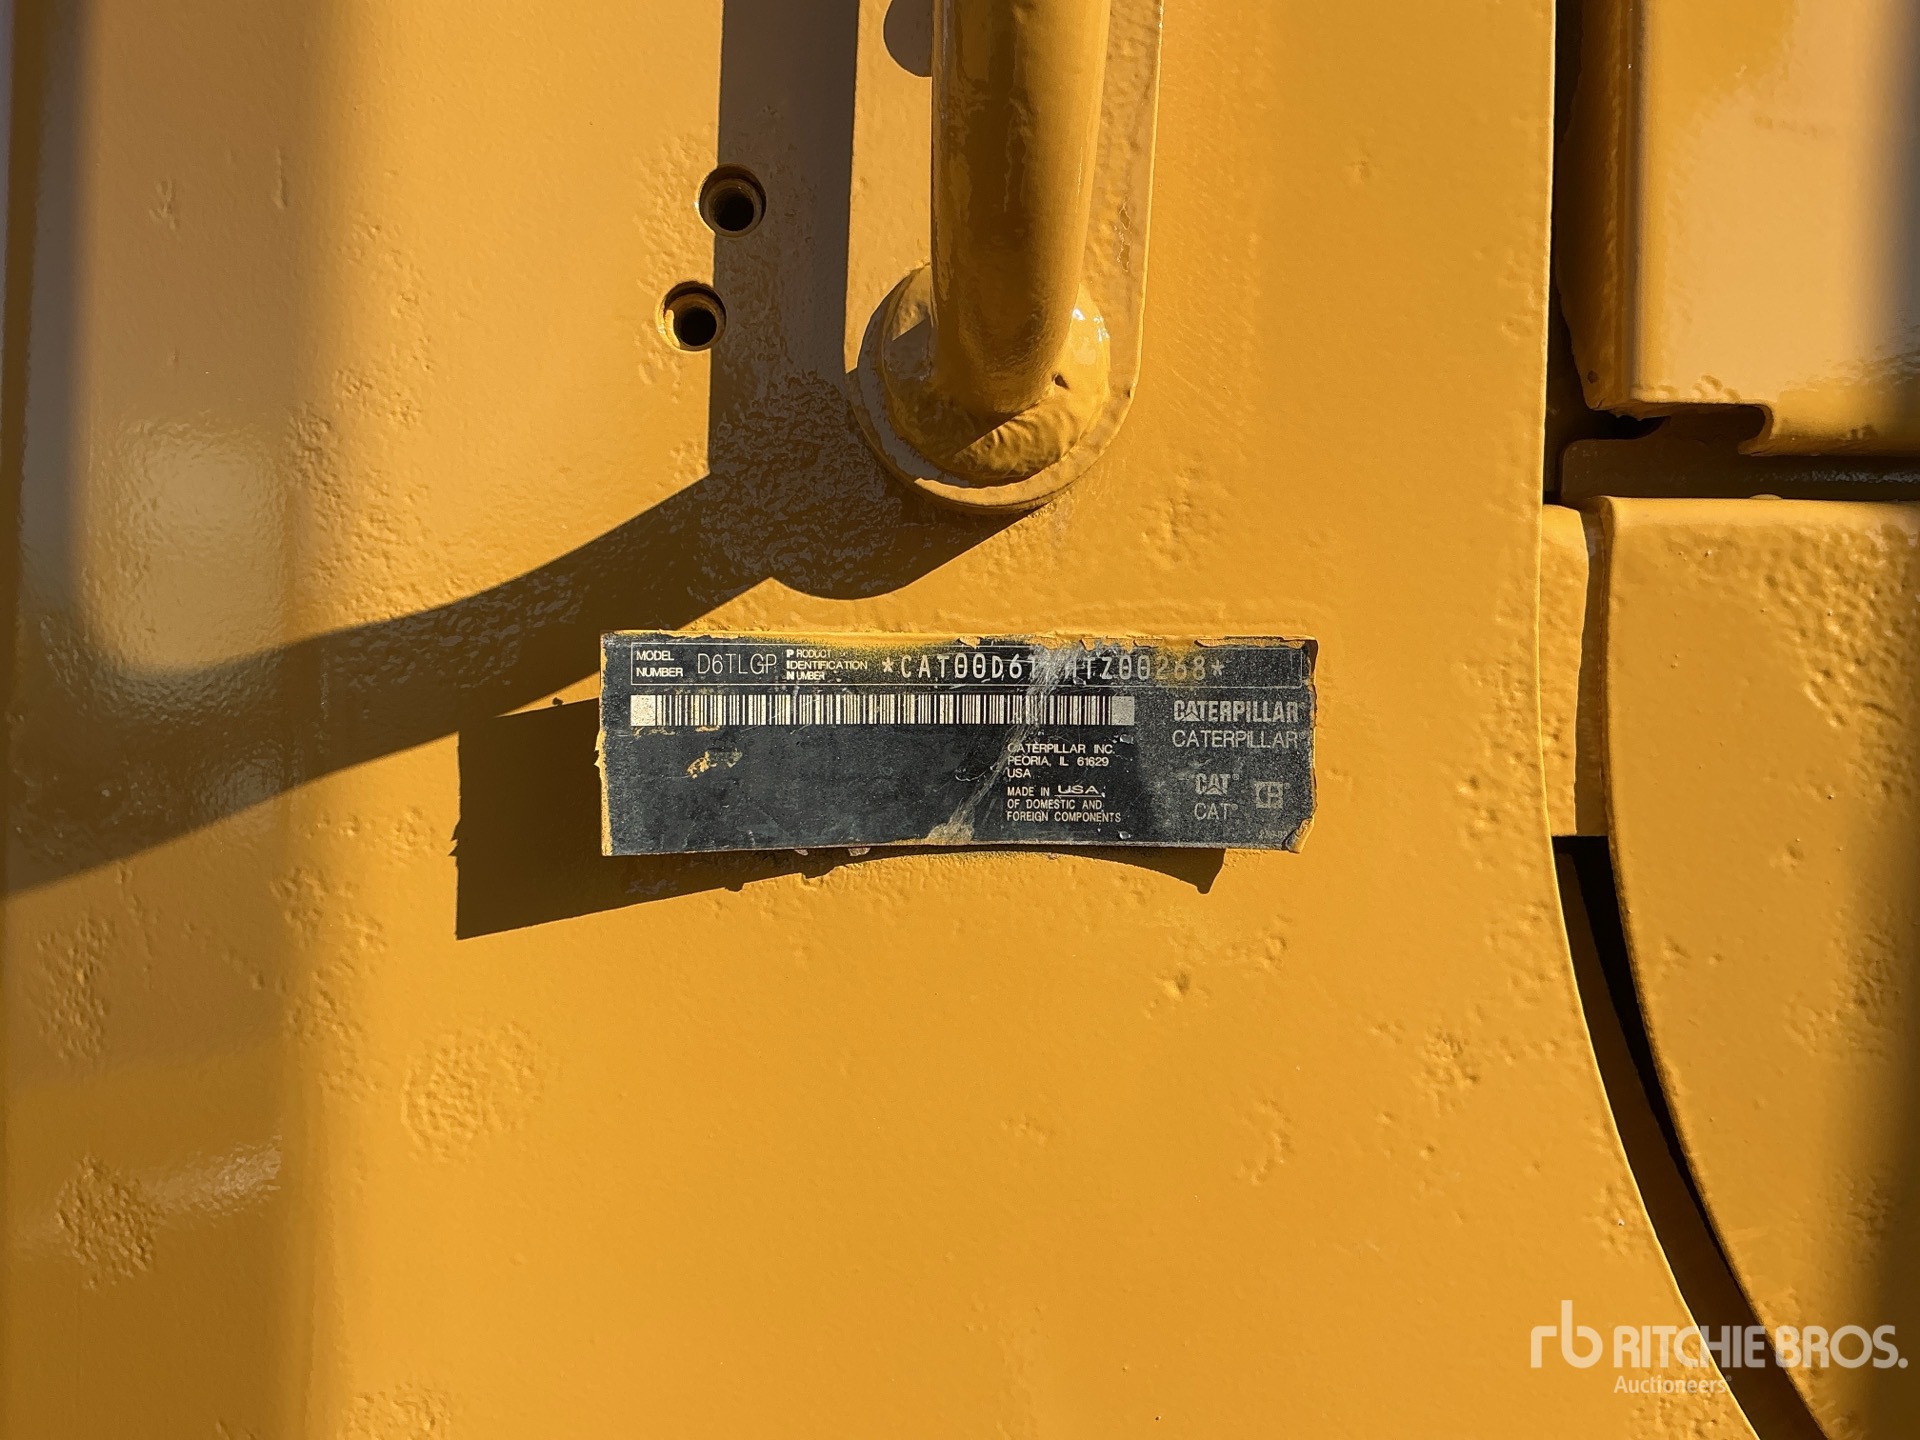 MODEL NUMBER D6TLGP PRODUCT IDENTIFICATION NUMBER
CATERPILLAR®
CATERPILLAR®
CATERPILLAR INC.
PEORIA, IL 61629
USA
MADE IN USA,
OF DOMESTIC AND
FOREIGN COMPONENTS
CAT®
CAT®
rb RITCHIE BROS.
Auctioneers®